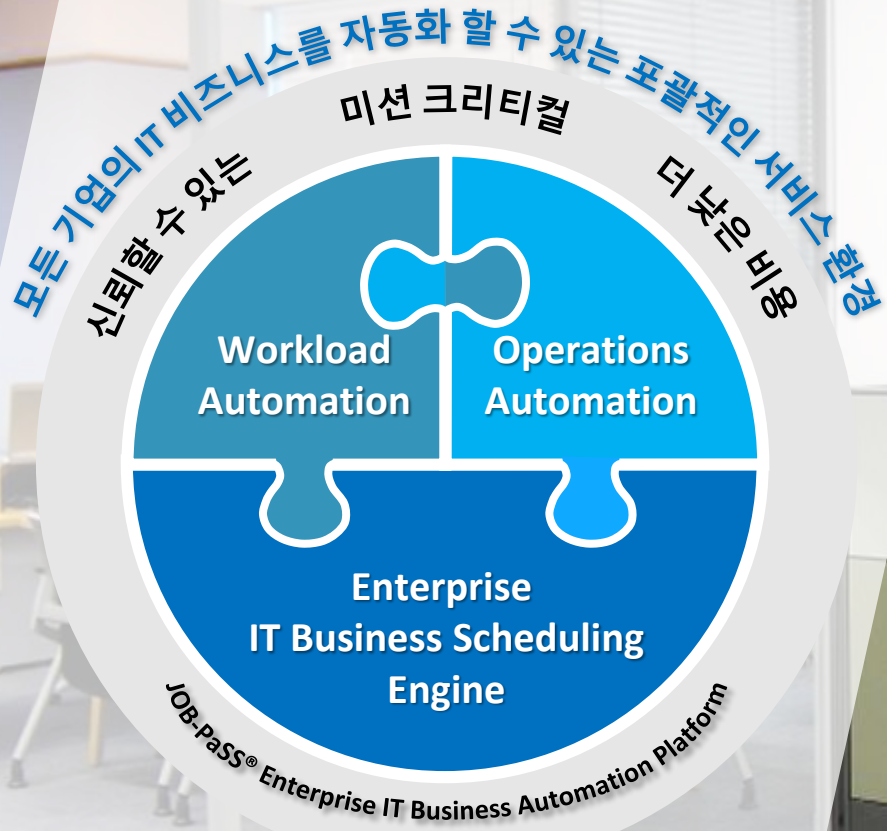 모든 기업의 IT 비즈니스를 자동화 할 수 있는 포괄적인 서비스 환경
신뢰할 수 있는
미션 크리티컬
더 낮은 비용
Workload
Automation
Operations
Automation
Enterprise
IT Business Scheduling
Engine
JOB-PaSS® Enterprise IT Business Automation Platform